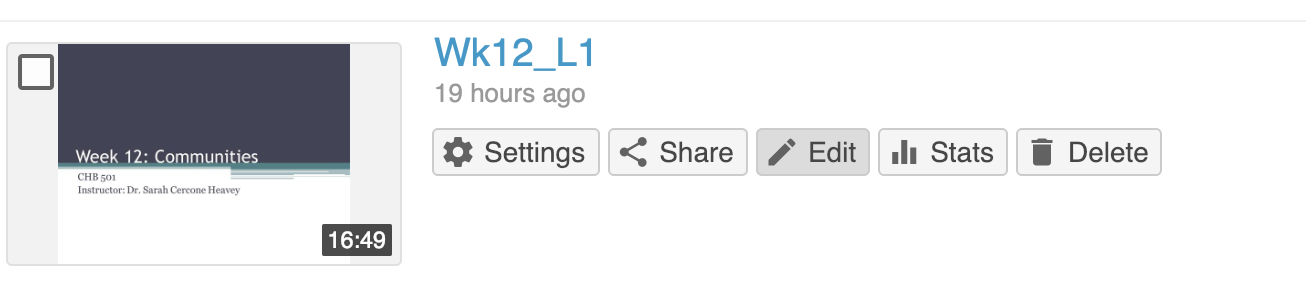 Week 12: Communities
CHB 501
Instructor: Dr. Sarah Cercone Heavey
16:49
Wk12_L1
19 hours ago
Settings Share Edit Stats Delete